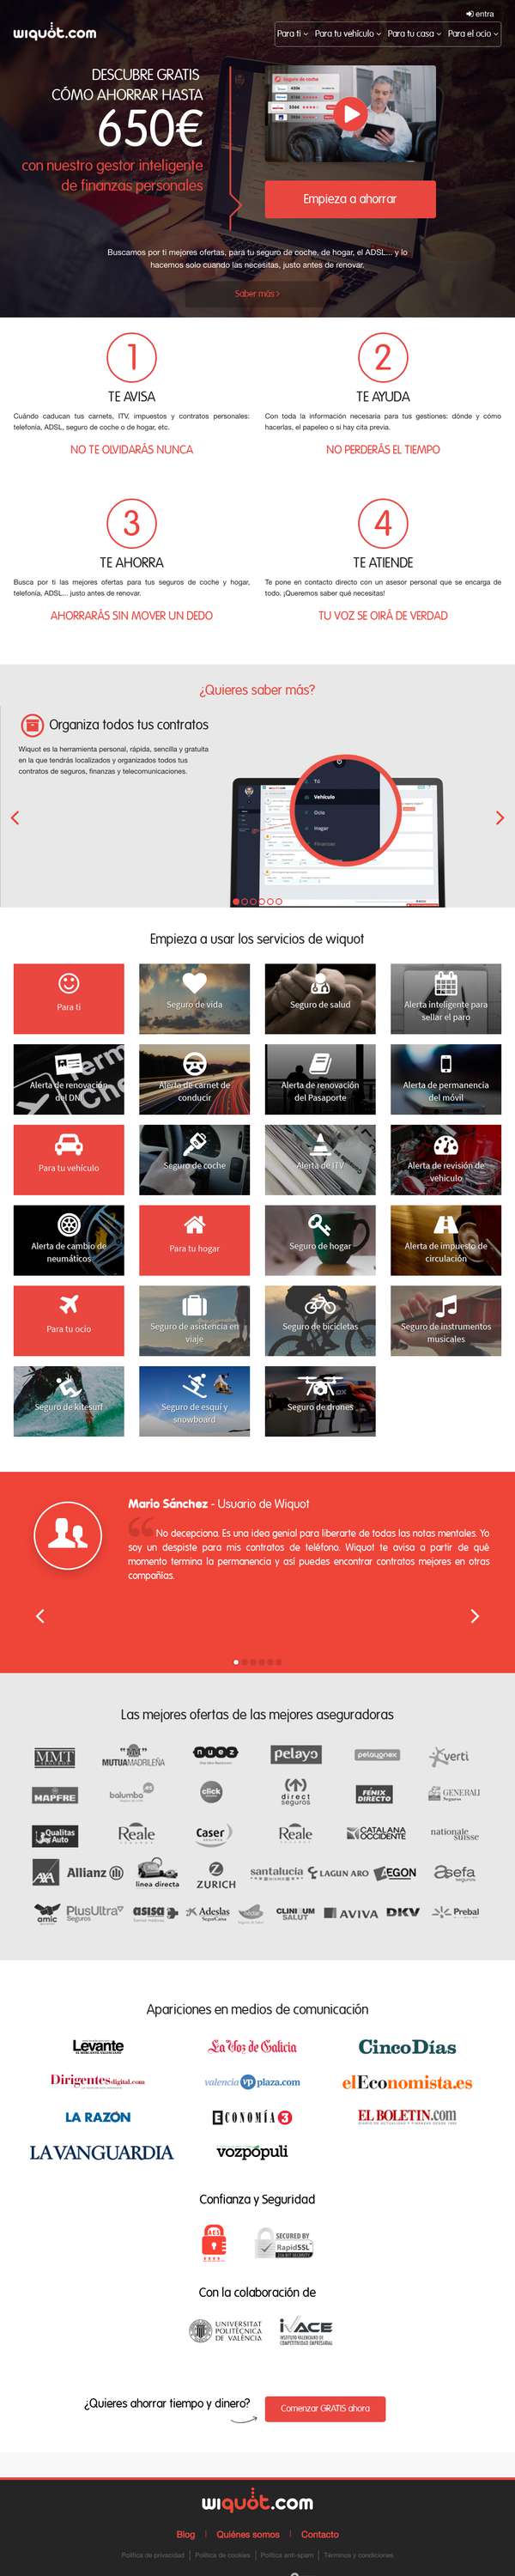 entra
wiquot.com
Para ti Para tu vehículo Para tu casa Para el ocio
DESCUBRE GRATIS
CÓMO AHORRAR HASTA
650€
con nuestro gestor inteligente
de finanzas personales
Empieza a ahorrar
Buscamos por ti mejores ofertas, para tu seguro de coche, de hogar, el ADSL... y lo
hacemos solo cuando las necesitas, justo antes de renovar.
Saber más >
1
TE AVISA
Cuándo caducan tus carnets, ITV, impuestos y contratos personales:
telefonía, ADSL, seguro de coche o de hogar, etc.
NO TE OLVIDARÁS NUNCA
2
TE AYUDA
Con toda la información necesaria para tus gestiones: dónde y cómo
hacerlas, el papeleo o si hay cita previa.
NO PERDERÁS EL TIEMPO
3
TE AHORRA
Busca por ti las mejores ofertas para tus seguros de coche y hogar,
telefonía, ADSL... justo antes de renovar.
AHORRARÁS SIN MOVER UN DEDO
4
TE ATIENDE
Te pone en contacto directo con un asesor personal que se encarga de
todo. ¡Queremos saber qué necesitas!
TU VOZ SE OIRÁ DE VERDAD
¿Quieres saber más?
Organiza todos tus contratos
Wiquot es la herramienta personal, rápida, sencilla y gratuita
en la que tendrás localizados y organizados todos tus
contratos de seguros, finanzas y telecomunicaciones.
Tú
Vehículo
Ocio
Hogar
Financias
Empieza a usar los servicios de wiquot
Para ti
Seguro de vida
Seguro de salud
Alerta inteligente para
sellar el paro
Alerta de renovación
del DNI
Alerta de carnet de
conducir
Alerta de renovación
del Pasaporte
Alerta de permanencia
del móvil
Para tu vehículo
Seguro de coche
Alerta de ITV
Alerta de revisión de
vehículo
Alerta de cambio de
neumáticos
Para tu hogar
Seguro de hogar
Alerta de impuesto de
circulación
Para tu ocio
Seguro de asistencia en
viaje
Seguro de bicicletas
Seguro de instrumentos
musicales
Seguro de kitesurf
Seguro de esquí y
snowboard
Seguro de drones
Mario Sánchez - Usuario de Wiquot
No decepciona. Es una idea genial para liberarte de todas las notas mentales. Yo
soy un despiste para mis contratos de teléfono. Wiquot te avisa a partir de qué
momento termina la permanencia y así puedes encontrar contratos mejores en otras
compañías.
Las mejores ofertas de las mejores aseguradoras
MMT
MUTUAMADRILEÑA
nuez
pelayo
pelayonex
verti
MAPFRE
balumba.es
click
direct
seguros
FÉNIX
DIRECTO
GENERALI
Seguros
Qualitas
Auto
Reale
Caser
Reale
CATALANA
OCCIDENTE
nationale
suisse
AXA
Allianz
línea directa
ZURICH
santalucía
LAGUN ARO
AEGON
asefa
seguros
amic
PlusUltra
Seguros
asisa
Adeslas
SegurCaixa
CLINICUM
SALUT
AVIVA
DKV
Prebal
Apariciones en medios de comunicación
Levante
La Voz de Galicia
CincoDías
Dirigentesdigital.com
valencia vp plaza.com
elEconomista.es
LA RAZÓN
ECONOMÍA 3
EL BOLETIN.com
LA VANGUARDIA
vozpópuli
Confianza y Seguridad
AES
SECURED BY
RapidSSL
Con la colaboración de
UNIVERSITAT
POLITÈCNICA
DE VALÈNCIA
IVACE
INSTITUTO VALENCIANO DE
COMPETITIVIDAD EMPRESARIAL
¿Quieres ahorrar tiempo y dinero?
Comenzar GRATIS ahora
wiquot.com
Blog | Quiénes somos | Contacto
Política de privacidad | Política de cookies | Política anti-spam | Términos y condiciones